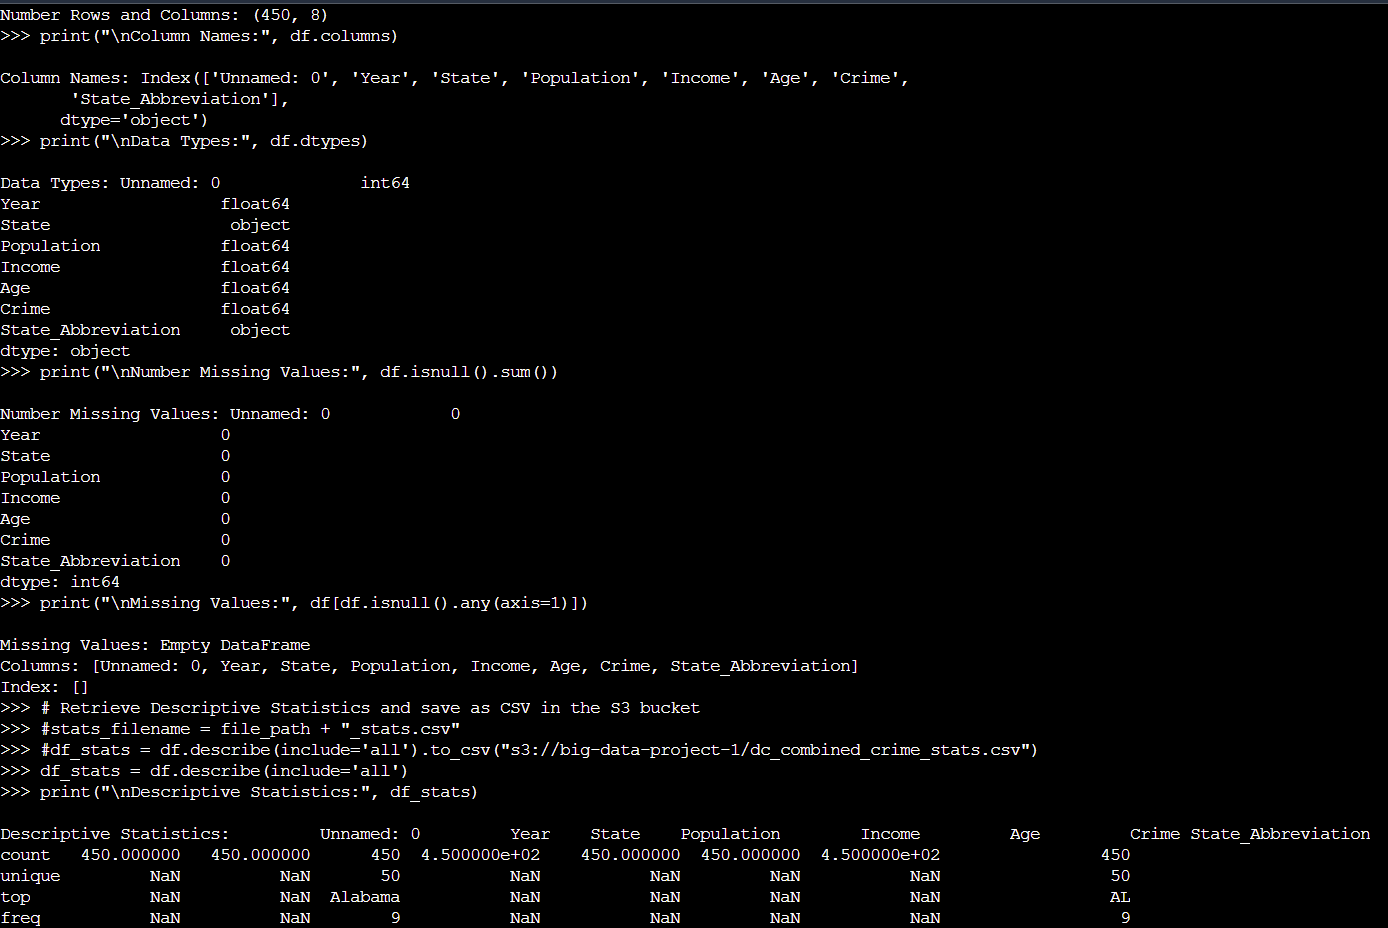 Number Rows and Columns: (450, 8)
>>> print("\nColumn Names:", df.columns)
Column Names: Index(['Unnamed: 0', 'Year', 'State', 'Population', 'Income', 'Age', 'Crime',
       'State_Abbreviation'],
      dtype='object')
>>> print("\nData Types:", df.dtypes)
Data Types: Unnamed: 0              int64
Year                  float64
State                  object
Population            float64
Income                float64
Age                   float64
Crime                 float64
State_Abbreviation     object
dtype: object
>>> print("\nNumber Missing Values:", df.isnull().sum())
Number Missing Values: Unnamed: 0            0
Year                  0
State                 0
Population            0
Income                0
Age                   0
Crime                 0
State_Abbreviation    0
dtype: int64
>>> print("\nMissing Values:", df[df.isnull().any(axis=1)])
Missing Values: Empty DataFrame
Columns: [Unnamed: 0, Year, State, Population, Income, Age, Crime, State_Abbreviation]
Index: []
>>> # Retrieve Descriptive Statistics and save as CSV in the S3 bucket
>>> #stats_filename = file_path + "_stats.csv"
>>> #df_stats = df.describe(include='all').to_csv("s3://big-data-project-1/dc_combined_crime_stats.csv")
>>> df_stats = df.describe(include='all')
>>> print("\nDescriptive Statistics:", df_stats)
Descriptive Statistics:         Unnamed: 0         Year    State    Population        Income         Age         Crime State_Abbreviation
count   450.000000   450.000000      450  4.500000e+02    450.000000  450.000000  4.500000e+02                450
unique         NaN          NaN       50           NaN           NaN         NaN           NaN                 50
top            NaN          NaN  Alabama           NaN           NaN         NaN           NaN                 AL
freq           NaN          NaN        9           NaN           NaN         NaN           NaN                  9